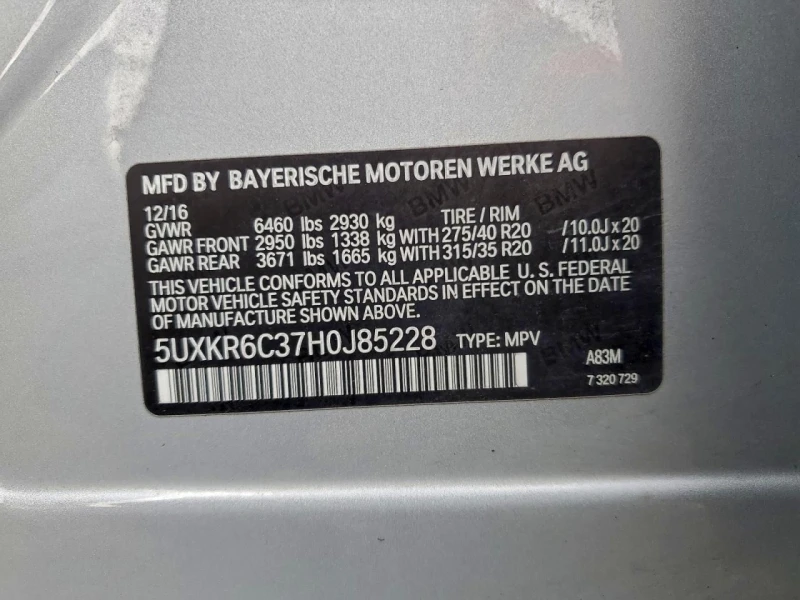 MFD BY BAYERISCHE MOTOREN WERKE AG
12/16 TIRE / RIM
GVWR 6460 lbs 2930 kg
GAWR FRONT 2950 lbs 1338 kg WITH 275/40 R20 /10.0J x 20
GAWR REAR 3671 lbs 1665 kg WITH 315/35 R20 /11.0J x 20
THIS VEHICLE CONFORMS TO ALL APPLICABLE U. S. FEDERAL
MOTOR VEHICLE SAFETY STANDARDS IN EFFECT ON THE
DATE OF MANUFACTURE SHOWN ABOVE.
5UXKR6C37H0J85228 TYPE: MPV A83M
7 320 729
BMW
BMW
BMW